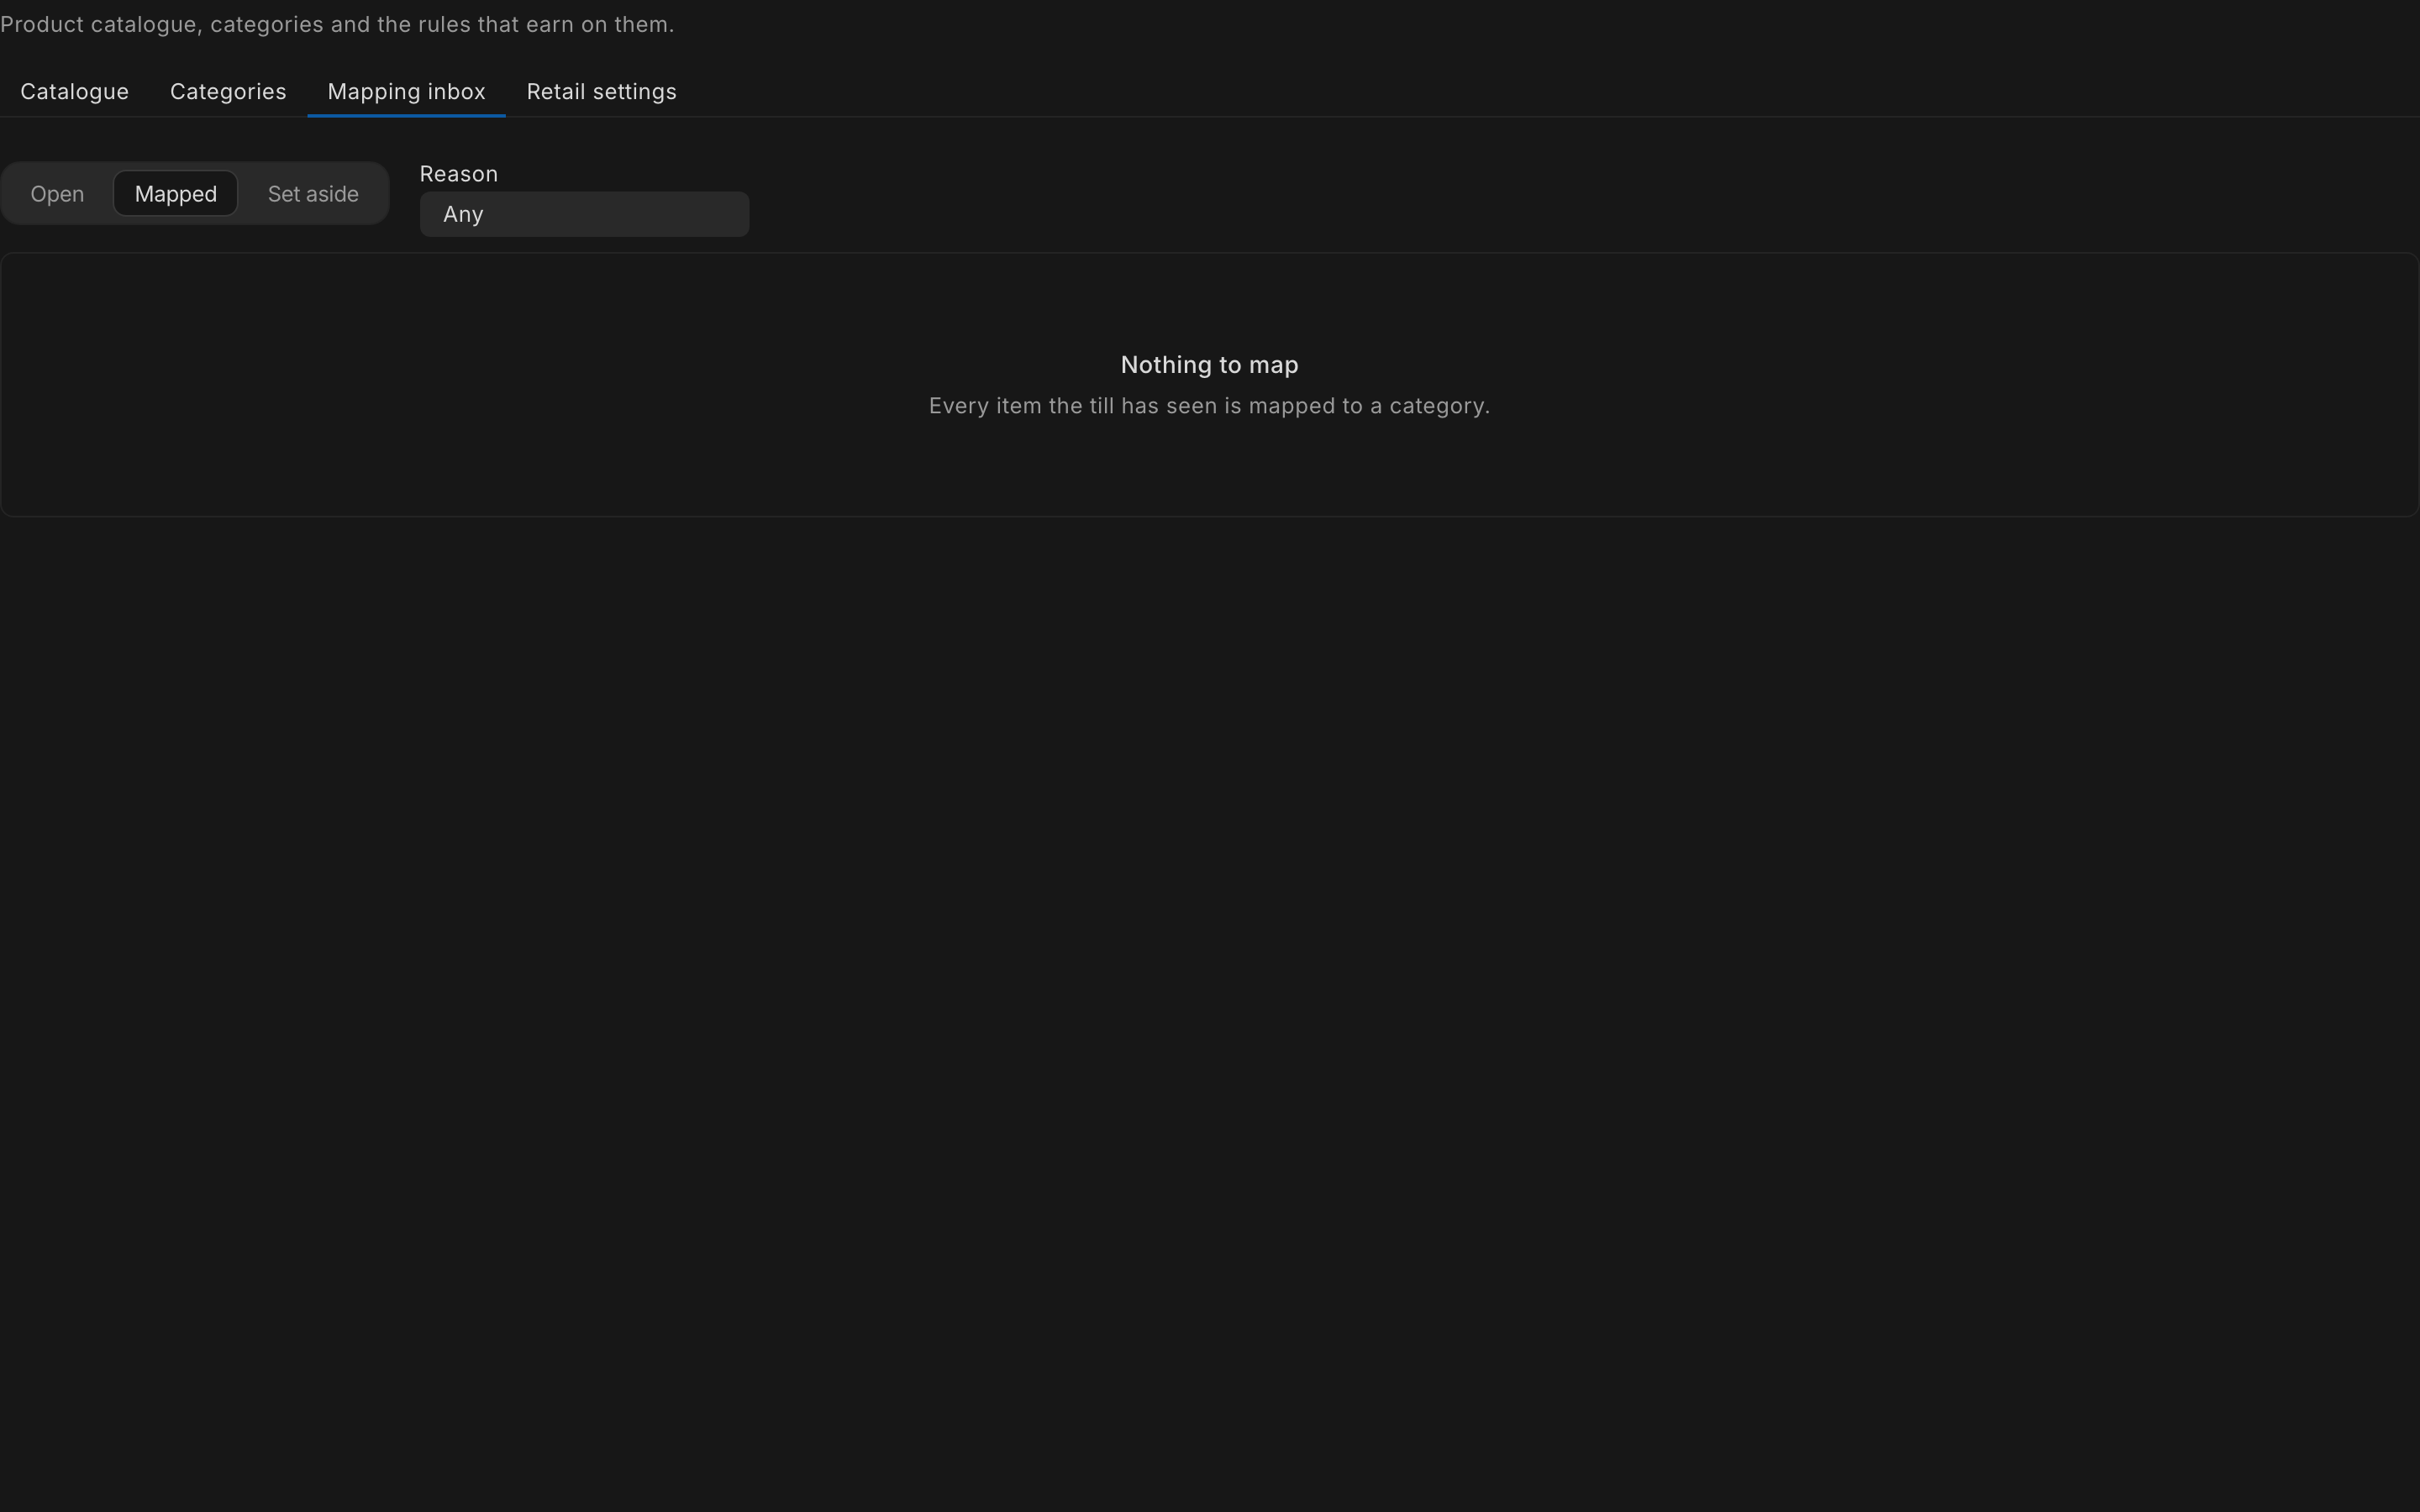 Product catalogue, categories and the rules that earn on them.
Catalogue Categories Mapping inbox Retail settings
Open Mapped Set aside
Reason
Any
Nothing to map
Every item the till has seen is mapped to a category.